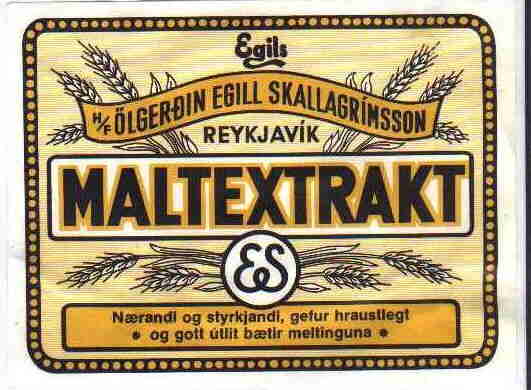 Egils
H/F ÖLGERÐIN EGILL SKALLAGRÍMSSON
REYKJAVÍK
MALTEXTRAKT
ES
Nærandi og styrkjandi, gefur hraustlegt
• og gott útlit bætir meltinguna •